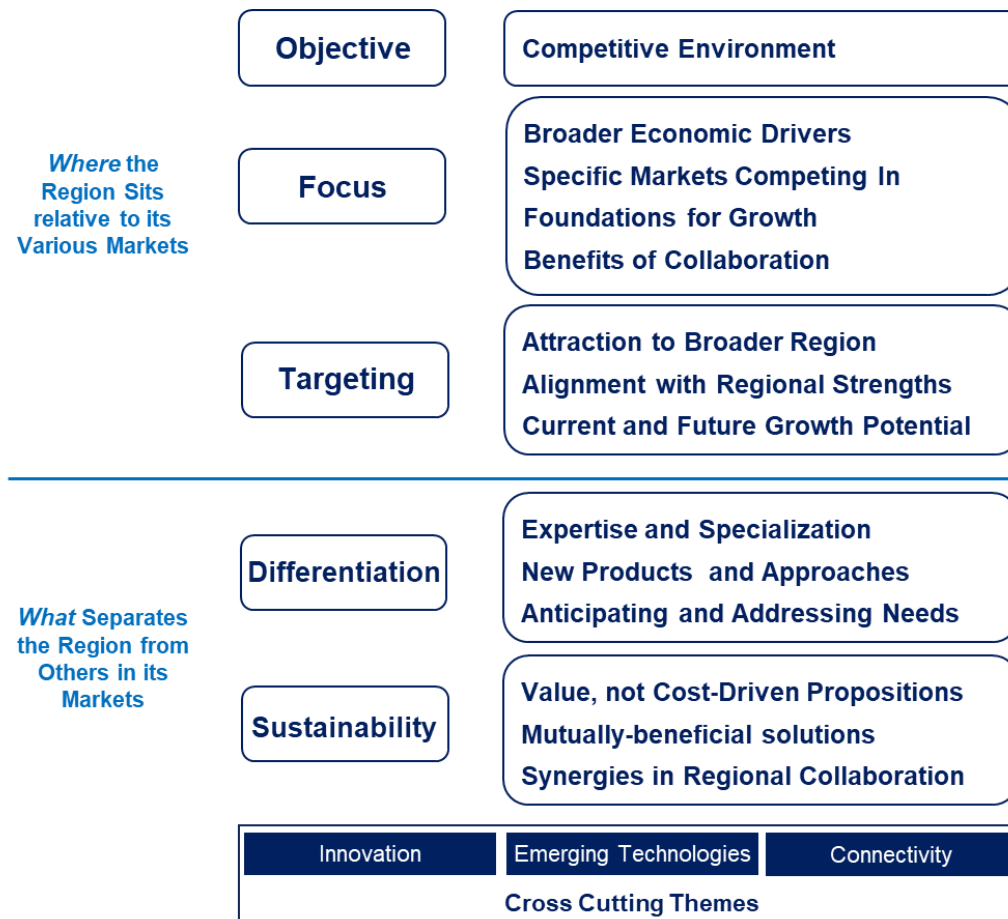 Objective
Competitive Environment
Where the
Region Sits
relative to its
Various Markets
Focus
Broader Economic Drivers
Specific Markets Competing In
Foundations for Growth
Benefits of Collaboration
Targeting
Attraction to Broader Region
Alignment with Regional Strengths
Current and Future Growth Potential
What Separates
the Region from
Others in its
Markets
Differentiation
Expertise and Specialization
New Products and Approaches
Anticipating and Addressing Needs
Sustainability
Value, not Cost-Driven Propositions
Mutually-beneficial solutions
Synergies in Regional Collaboration
Innovation
Emerging Technologies
Connectivity
Cross Cutting Themes